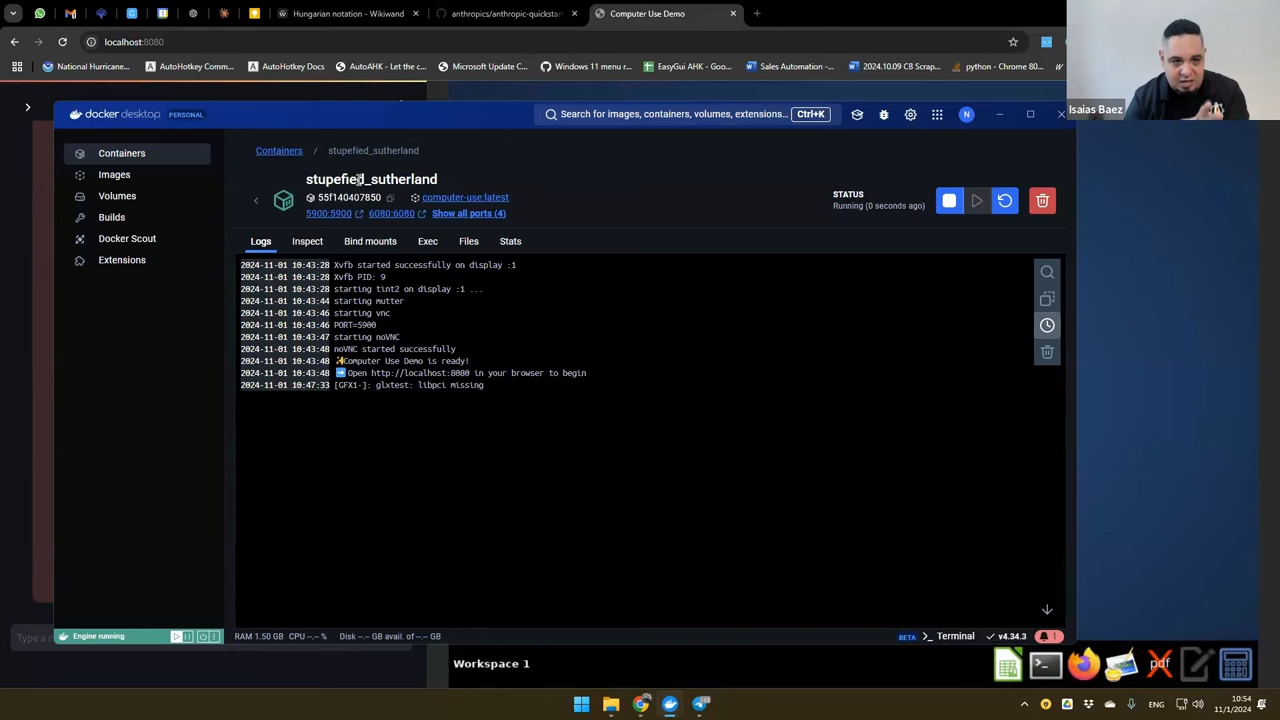 Hungarian notation - Wikiwand
anthropics/anthropic-quickstar
Computer Use Demo
localhost:8080
National Hurricane...
AutoHotkey Commu...
AutoHotkey Docs
AutoAHK - Let the c...
Microsoft Update C...
Windows 11 menu r...
EasyGui AHK - Goo...
Sales Automation -...
2024.10.09 CB Scrap...
python - Chrome 80...
Isaias Baez
docker desktop
PERSONAL
Search for images, containers, volumes, extensions...
Ctrl+K
N
Containers
Images
Volumes
Builds
Docker Scout
Extensions
Containers / stupefied_sutherland
stupefied_sutherland
55f140407850
computer-use:latest
5900:5900
6080:6080
Show all ports (4)
STATUS
Running (0 seconds ago)
Logs
Inspect
Bind mounts
Exec
Files
Stats
2024-11-01 10:43:28 Xvfb started successfully on display :1
2024-11-01 10:43:28 Xvfb PID: 9
2024-11-01 10:43:28 starting tint2 on display :1 ...
2024-11-01 10:43:44 starting mutter
2024-11-01 10:43:46 starting vnc
2024-11-01 10:43:46 PORT=5900
2024-11-01 10:43:47 starting noVNC
2024-11-01 10:43:48 noVNC started successfully
2024-11-01 10:43:48 ✨Computer Use Demo is ready!
2024-11-01 10:43:48 ➡️Open http://localhost:8080 in your browser to begin
2024-11-01 10:47:33 [GFX1-]: glxtest: libpci missing
Type a
Engine running
RAM 1.50 GB CPU --.-- % Disk --.-- GB avail. of --.-- GB
BETA
Terminal
v4.34.3
1
Workspace 1
pdf
ENG
10:54
11/1/2024